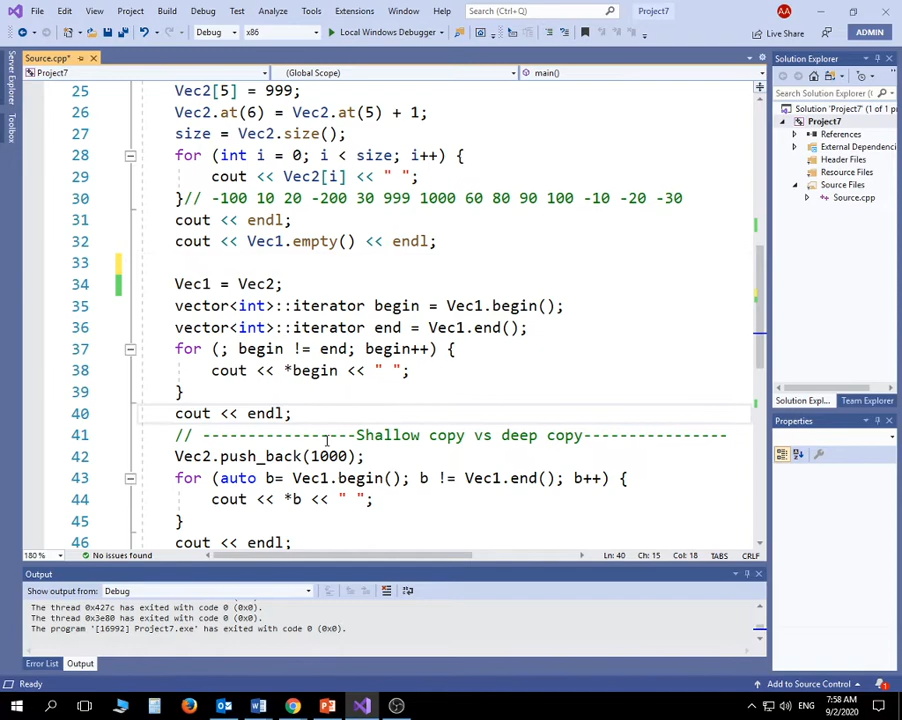 File Edit View Project Build Debug Test Analyze Tools Extensions Window Help Search (Ctrl+Q) Project7 AA
Debug x86 Local Windows Debugger Live Share ADMIN
Server Explorer
Toolbox
Source.cpp*
Project7 (Global Scope) main()
25 Vec2[5] = 999;
26 Vec2.at(6) = Vec2.at(5) + 1;
27 size = Vec2.size();
28 for (int i = 0; i < size; i++) {
29 cout << Vec2[i] << " ";
30 }// -100 10 20 -200 30 999 1000 60 80 90 100 -10 -20 -30
31 cout << endl;
32 cout << Vec1.empty() << endl;
33
34 Vec1 = Vec2;
35 vector<int>::iterator begin = Vec1.begin();
36 vector<int>::iterator end = Vec1.end();
37 for (; begin != end; begin++) {
38 cout << *begin << " ";
39 }
40 cout << endl;
41 // -----------------Shallow copy vs deep copy----------------
42 Vec2.push_back(1000);
43 for (auto b= Vec1.begin(); b != Vec1.end(); b++) {
44 cout << *b << " ";
45 }
46 cout << endl;
180 % No issues found Ln: 40 Ch: 15 Col: 18 TABS CRLF
Solution Explorer
Search Solution Explorer
Solution 'Project7' (1 of 1
Project7
References
External Dependenci
Header Files
Resource Files
Source Files
Source.cpp
Solution Expl... Team Explorer
Properties
Output
Show output from: Debug
The thread 0x427c has exited with code 0 (0x0).
The thread 0x3e80 has exited with code 0 (0x0).
The program '[16992] Project7.exe' has exited with code 0 (0x0).
Error List Output
Ready Add to Source Control 1
ENG 7:58 AM
9/2/2020